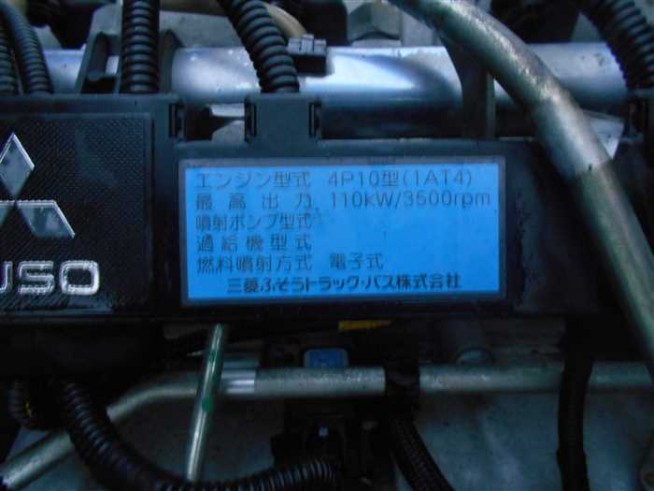 エンジン型式 4P10型(1AT4)
最高出力 110kW/3500rpm
噴射ポンプ型式
過給機型式
燃料噴射方式 電子式
三菱ふそうトラック・バス株式会社
USO